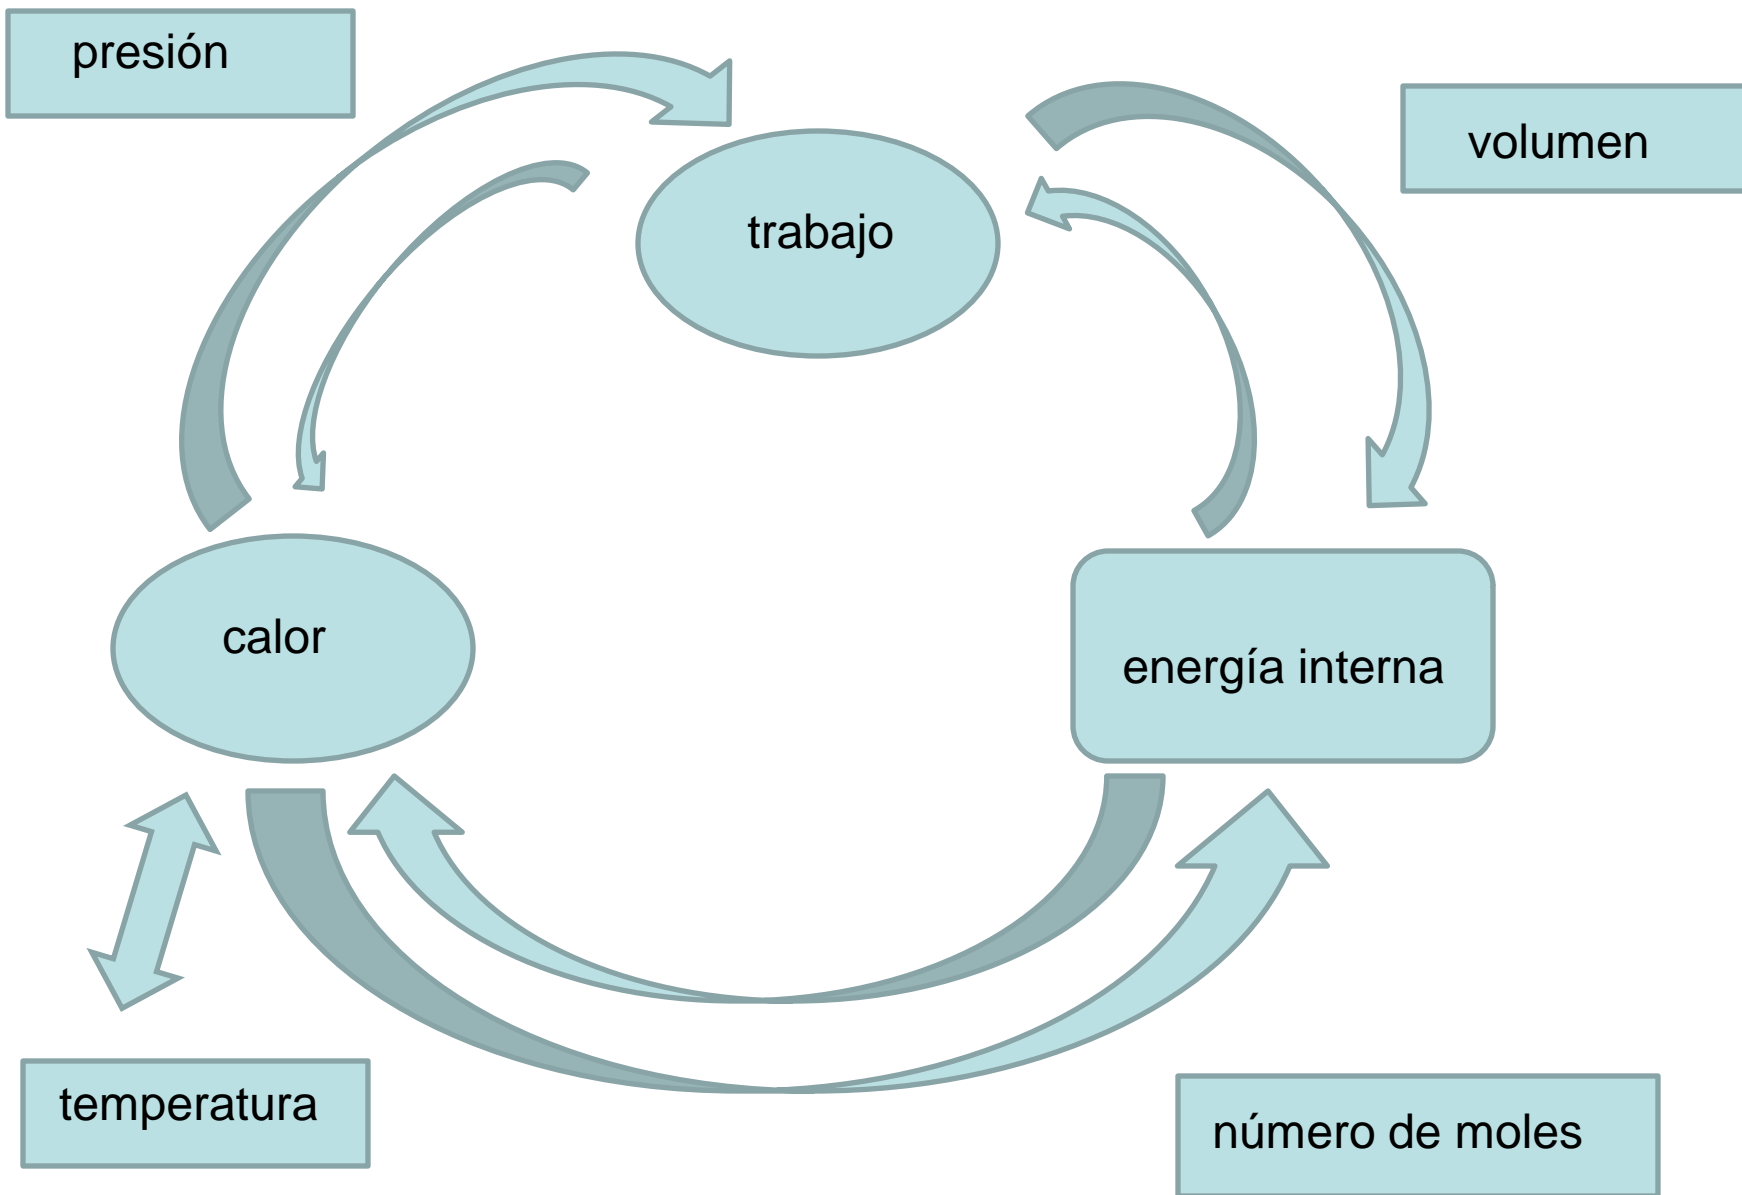 presión
volumen
trabajo
calor
energía interna
temperatura
número de moles